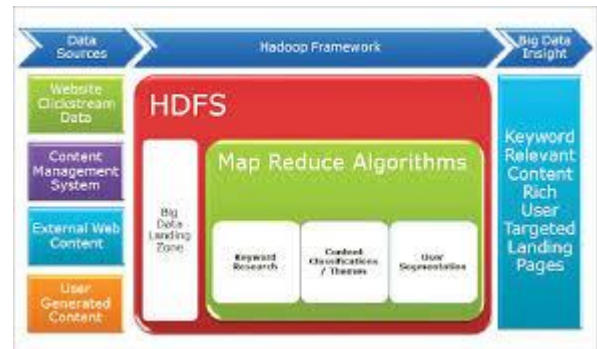 Data
Sources
Hadoop Framework
Big Data
Insight
Website
Clickstream
Data
Content
Management
System
External Web
Content
User
Generated
Content
HDFS
Big
Data
Landing
Zone
Map Reduce Algorithms
Keyword
Research
Content
Classifications
/ Themes
User
Segmentation
Keyword
Relevant
Content
Rich
User
Targeted
Landing
Pages